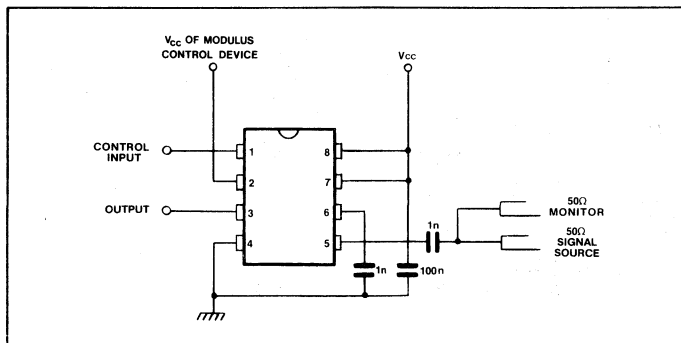 VCC OF MODULUS
CONTROL DEVICE
VCC
CONTROL
INPUT
OUTPUT
1
2
3
4
8
7
6
5
1n
100n
1n
50Ω
MONITOR
50Ω
SIGNAL
SOURCE